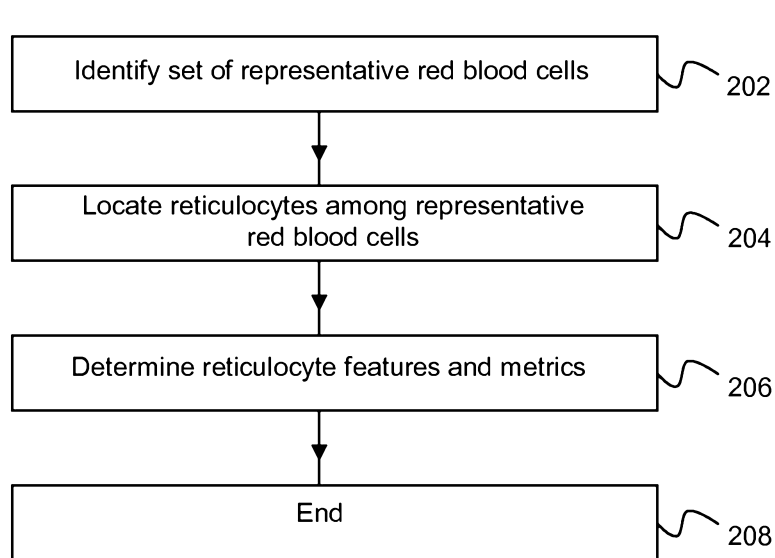 Identify set of representative red blood cells
202
Locate reticulocytes among representative
red blood cells
204
Determine reticulocyte features and metrics
206
End
208